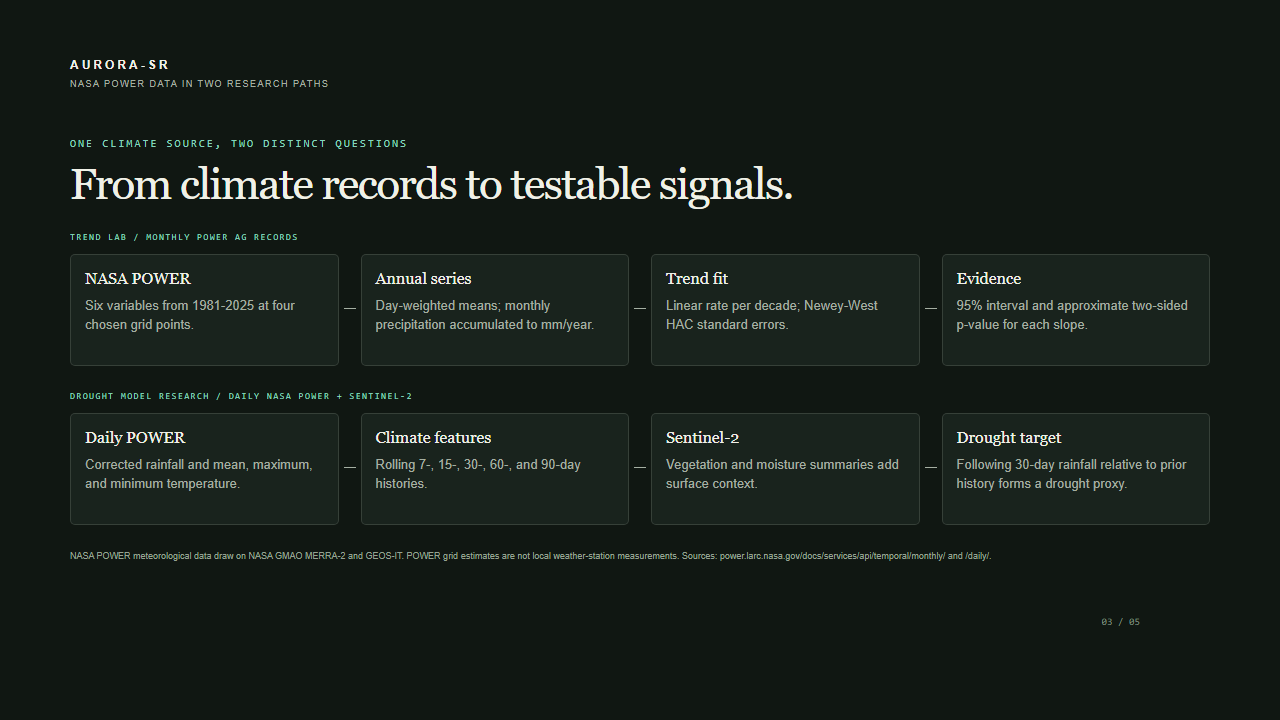 AURORA-SR
NASA POWER DATA IN TWO RESEARCH PATHS
ONE CLIMATE SOURCE, TWO DISTINCT QUESTIONS
From climate records to testable signals.
TREND LAB / MONTHLY POWER AG RECORDS
NASA POWER
Six variables from 1981-2025 at four
chosen grid points.
—
Annual series
Day-weighted means; monthly
precipitation accumulated to mm/year.
—
Trend fit
Linear rate per decade; Newey-West
HAC standard errors.
—
Evidence
95% interval and approximate two-sided
p-value for each slope.
DROUGHT MODEL RESEARCH / DAILY NASA POWER + SENTINEL-2
Daily POWER
Corrected rainfall and mean, maximum,
and minimum temperature.
—
Climate features
Rolling 7-, 15-, 30-, 60-, and 90-day
histories.
—
Sentinel-2
Vegetation and moisture summaries add
surface context.
—
Drought target
Following 30-day rainfall relative to prior
history forms a drought proxy.
NASA POWER meteorological data draw on NASA GMAO MERRA-2 and GEOS-IT. POWER grid estimates are not local weather-station measurements. Sources: power.larc.nasa.gov/docs/services/api/temporal/monthly/ and /daily/.
03 / 05